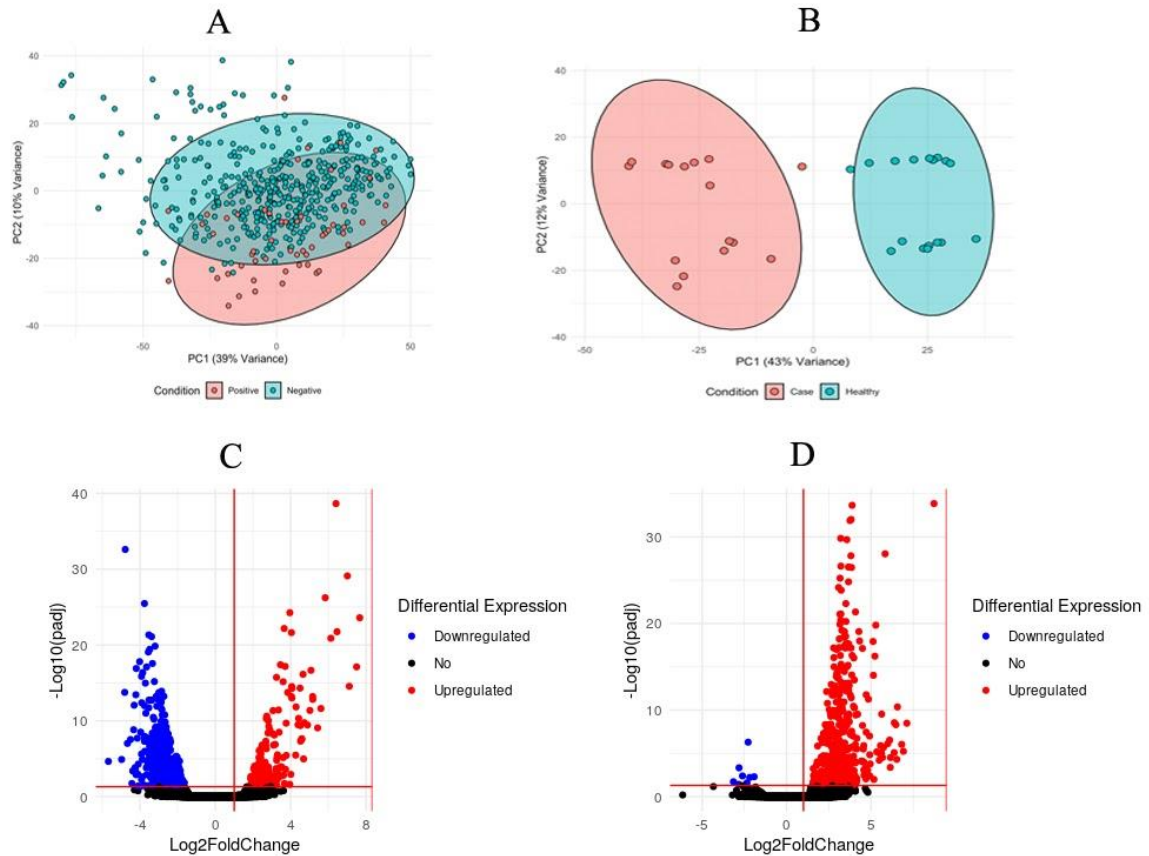 A
B
40
20
0
-20
-40
PC2 (10% Variance)
-50
0
50
PC1 (39% Variance)
Condition Positive Negative
40
20
0
-20
-40
PC2 (12% Variance)
-50
-25
0
25
PC1 (43% Variance)
Condition Case Healthy
C
D
40
30
20
10
0
-Log10(padj)
-4
0
4
8
Log2FoldChange
Differential Expression
Downregulated
No
Upregulated
30
20
10
0
-Log10(padj)
-5
0
5
Log2FoldChange
Differential Expression
Downregulated
No
Upregulated